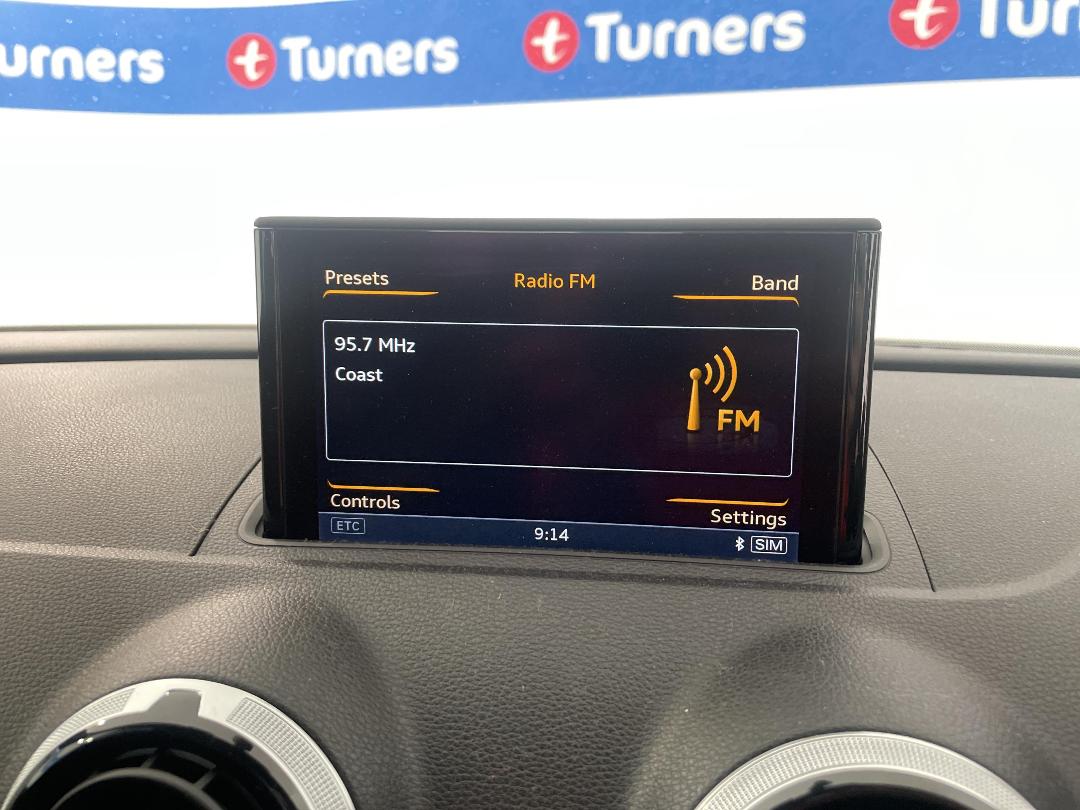 urners
t Turners
t Turners
t Tur
Presets
Radio FM
Band
95.7 MHz
Coast
FM
Controls
Settings
ETC
9:14
SIM